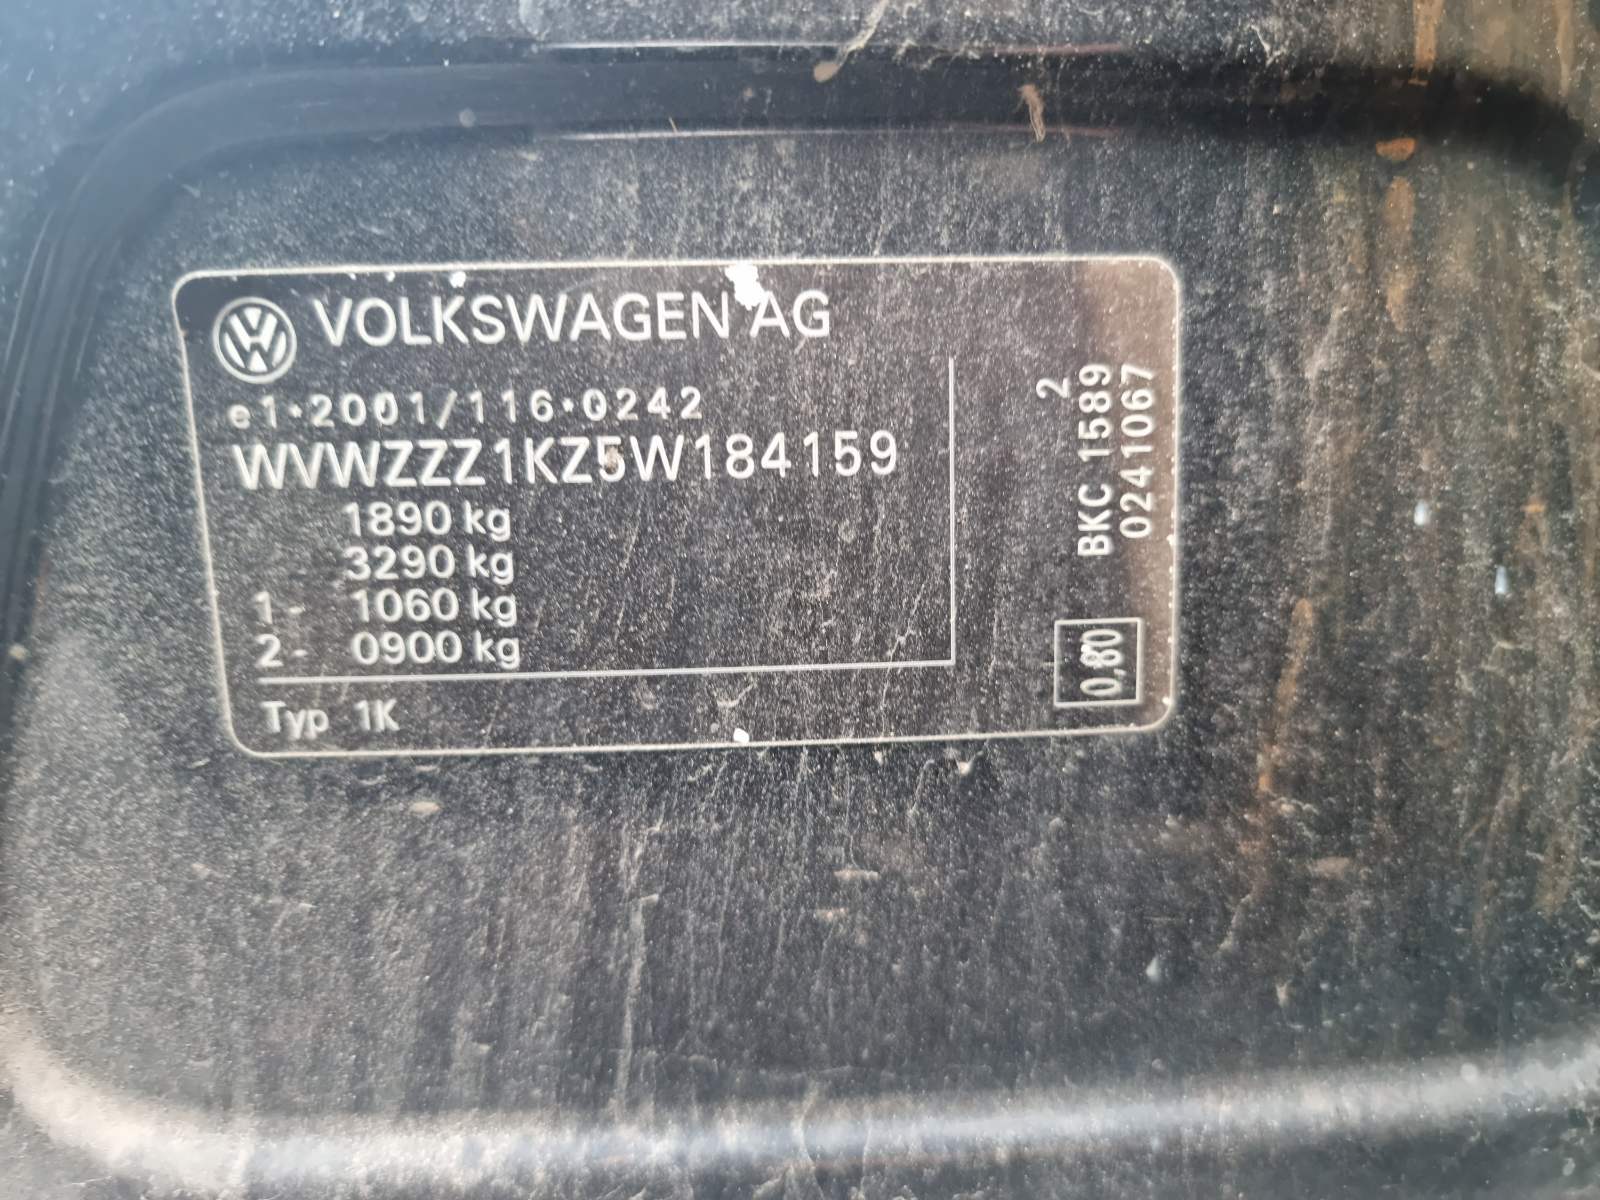 VOLKSWAGEN AG
e1*2001/116*0242
WVWZZZ1KZ5W184159
1890 kg
3290 kg
1- 1060 kg
2- 0900 kg
Typ 1K
2
BKC 1589
0241067
0,80